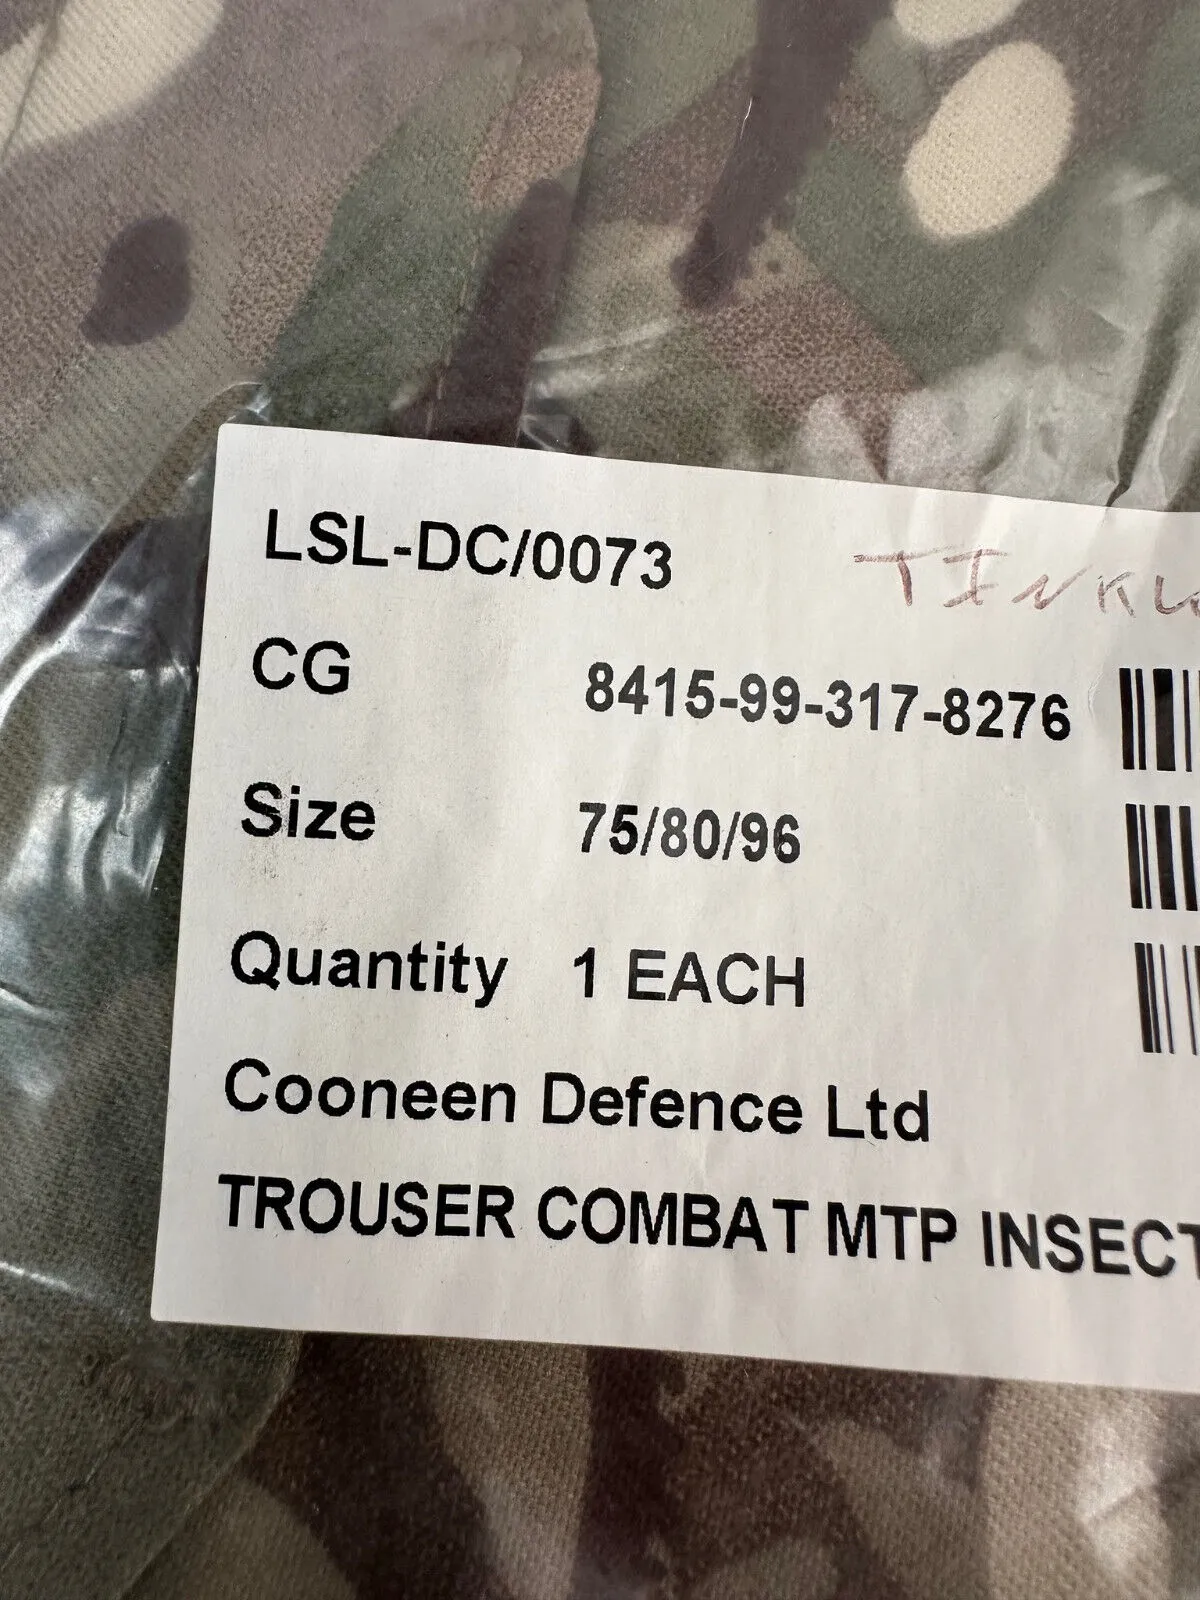 LSL-DC/0073
CG 8415-99-317-8276
Size 75/80/96
Quantity 1 EACH
Cooneen Defence Ltd
TROUSER COMBAT MTP INSECT